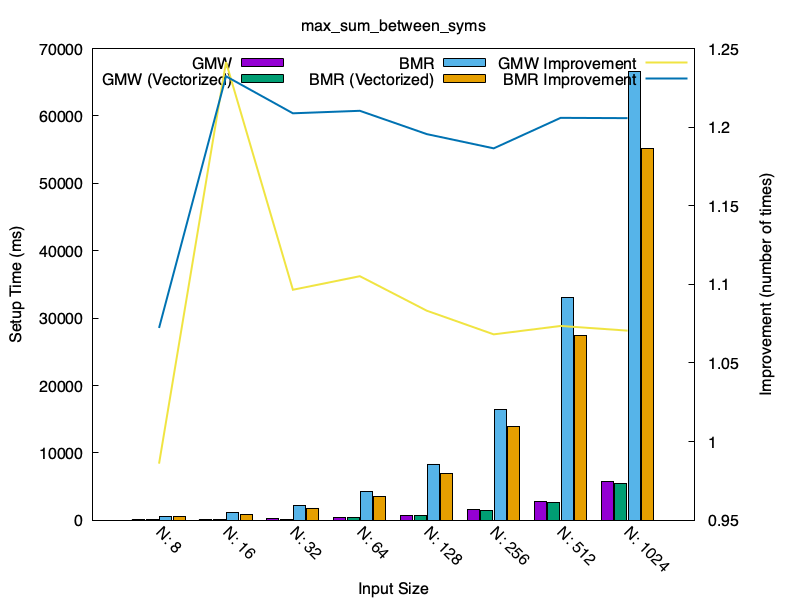 max_sum_between_syms
GMW
GMW (Vectorized)
BMR
BMR (Vectorized)
GMW Improvement
BMR Improvement
Setup Time (ms)
70000
60000
50000
40000
30000
20000
10000
0
1.25
1.2
1.15
1.1
1.05
1
0.95
Improvement (number of times)
N: 8
N: 16
N: 32
N: 64
N: 128
N: 256
N: 512
N: 1024
Input Size